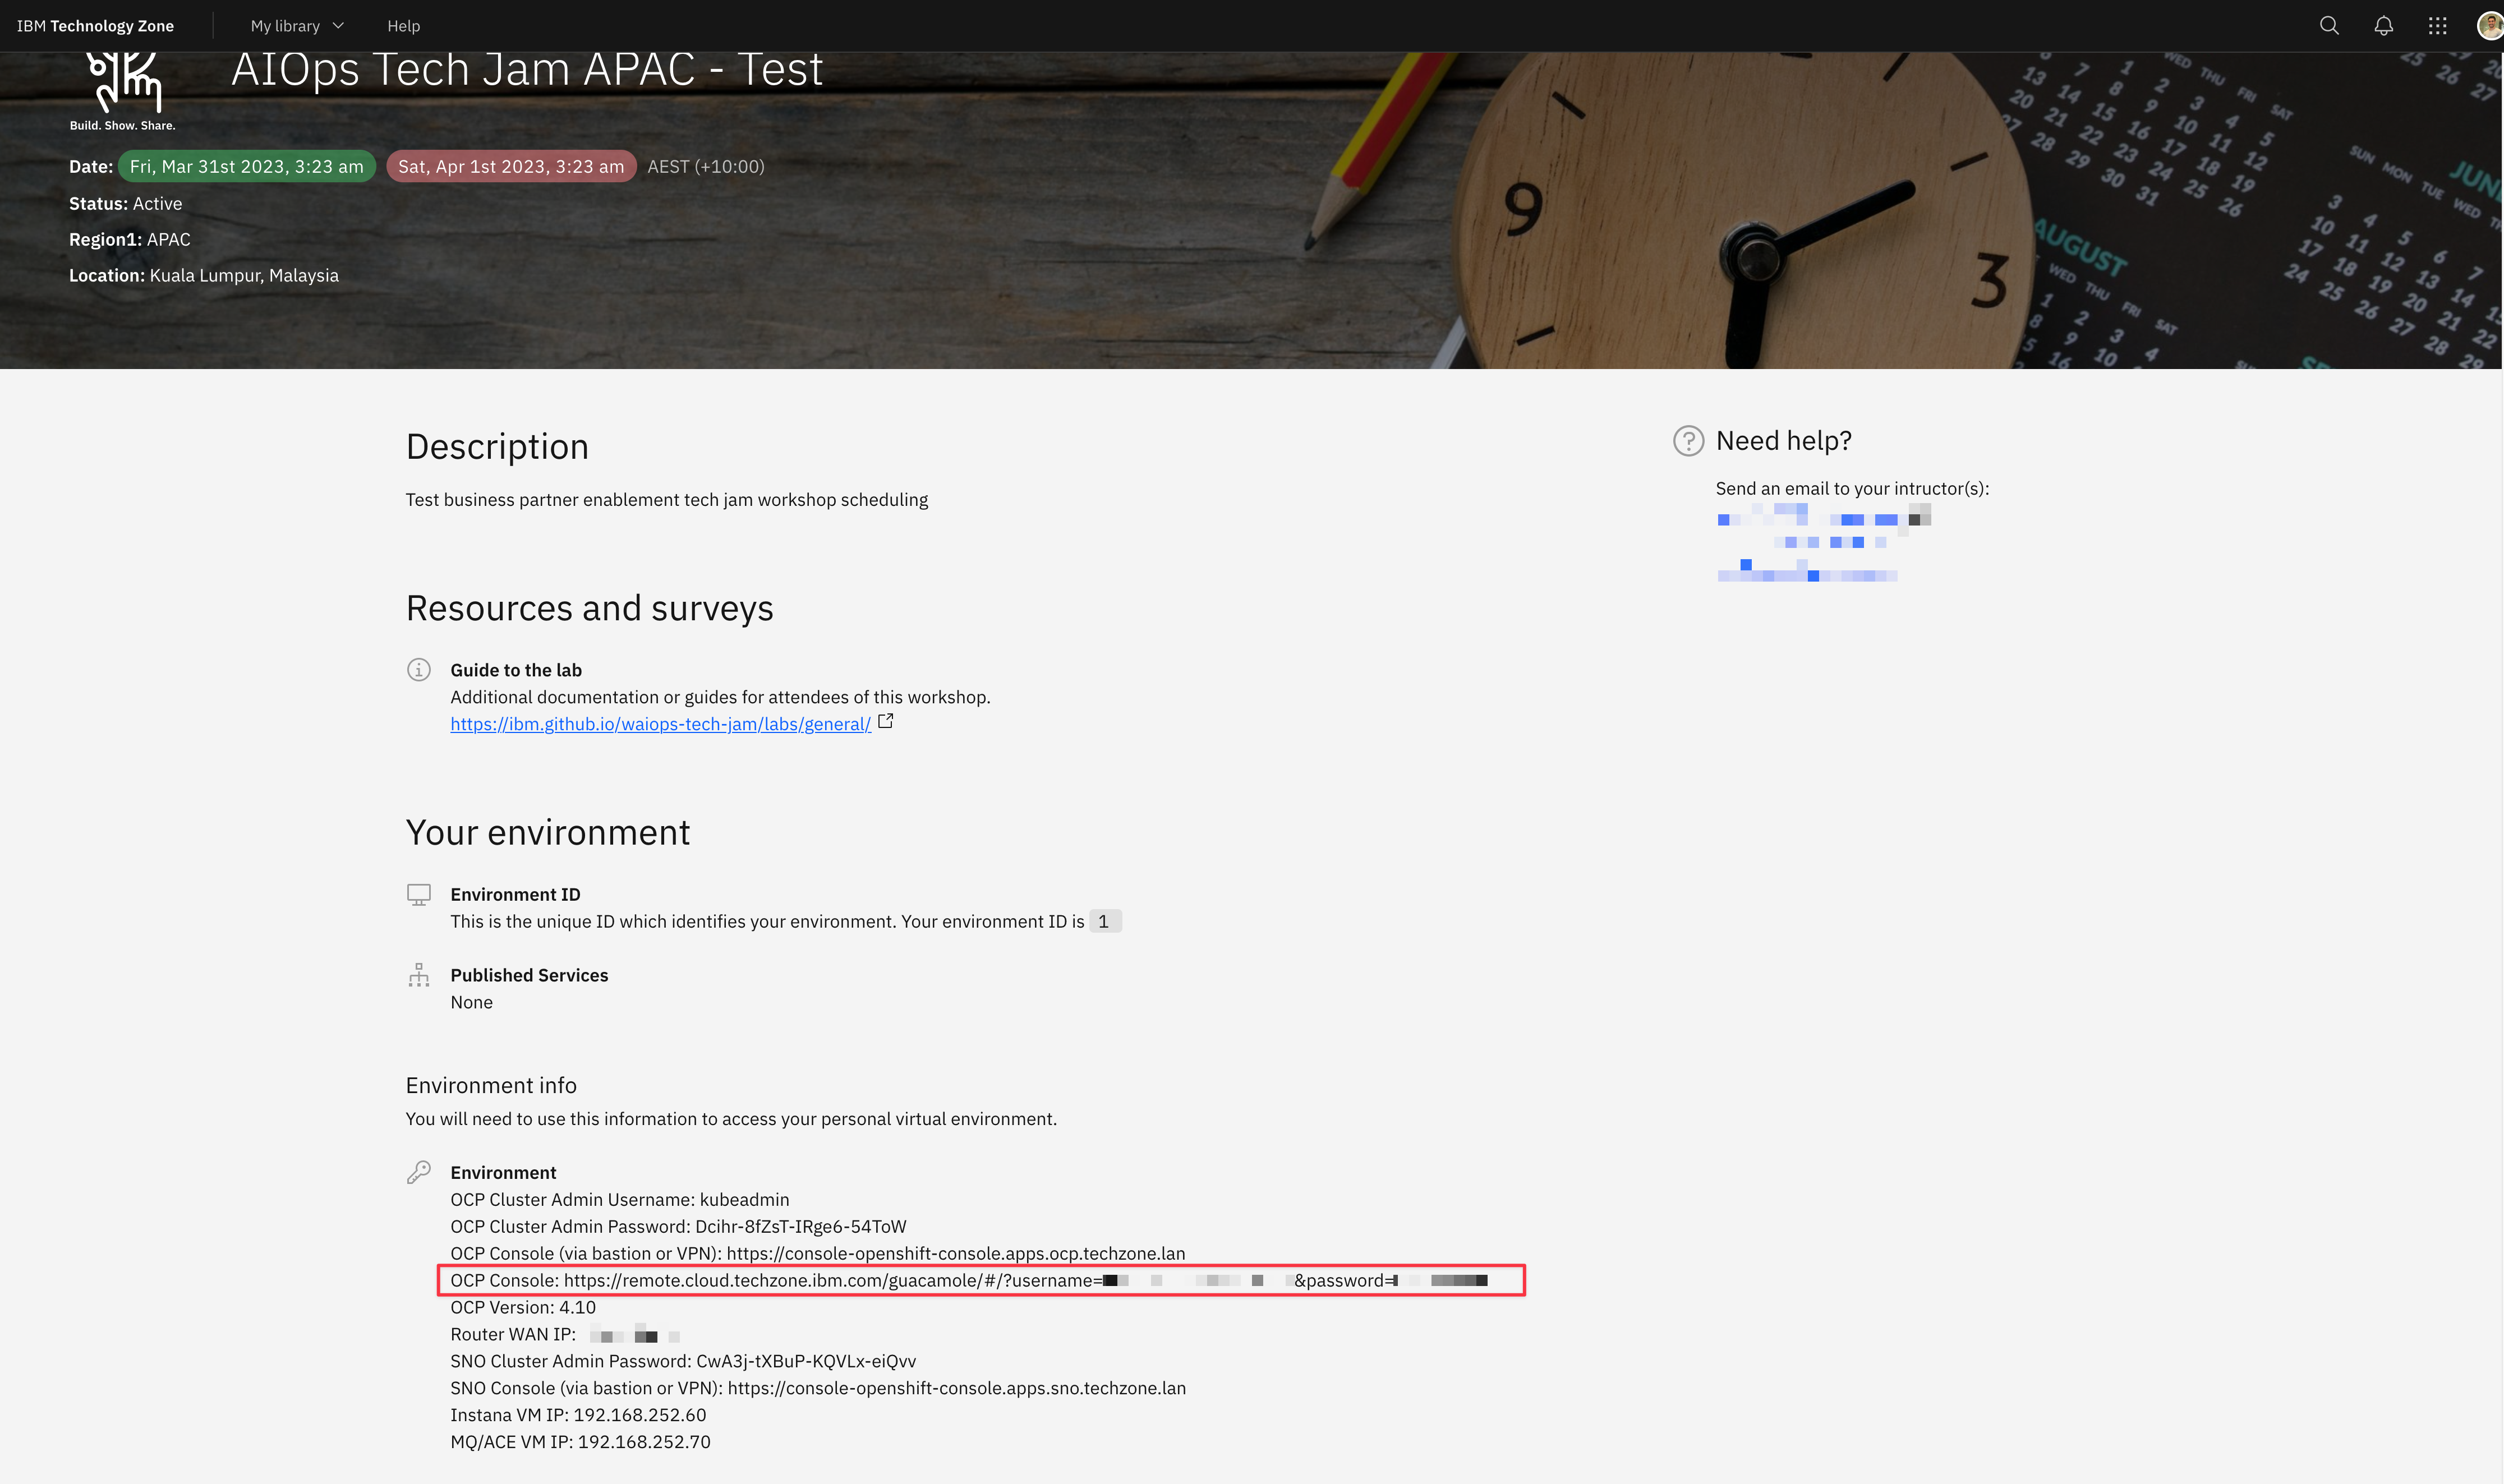 IBM Technology Zone
My library
Help
AIOps Tech Jam APAC - Test
Build. Show. Share.
Date: Fri, Mar 31st 2023, 3:23 am Sat, Apr 1st 2023, 3:23 am AEST (+10:00)
Status: Active
Region1: APAC
Location: Kuala Lumpur, Malaysia
9
3
AUGUST
Description
Test business partner enablement tech jam workshop scheduling
Need help?
Send an email to your intructor(s):
Resources and surveys
Guide to the lab
Additional documentation or guides for attendees of this workshop.
https://ibm.github.io/waiops-tech-jam/labs/general/
Your environment
Environment ID
This is the unique ID which identifies your environment. Your environment ID is 1
Published Services
None
Environment info
You will need to use this information to access your personal virtual environment.
Environment
OCP Cluster Admin Username: kubeadmin
OCP Cluster Admin Password: Dcihr-8fZsT-IRge6-54ToW
OCP Console (via bastion or VPN): https://console-openshift-console.apps.ocp.techzone.lan
OCP Console: https://remote.cloud.techzone.ibm.com/guacamole/#/?username= &password=
OCP Version: 4.10
Router WAN IP:
SNO Cluster Admin Password: CwA3j-tXBuP-KQVLx-eiQvv
SNO Console (via bastion or VPN): https://console-openshift-console.apps.sno.techzone.lan
Instana VM IP: 192.168.252.60
MQ/ACE VM IP: 192.168.252.70